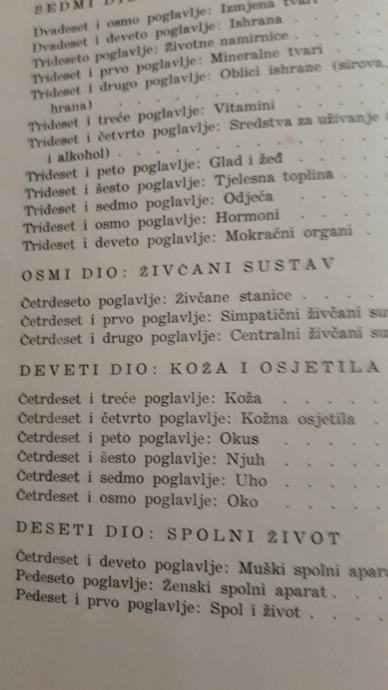 SEDMI
Dvadeset i osmo poglavlje: Izmjena tvari
Dvadeset i deveto poglavlje: Ishrana . . .
Trideseto poglavlje: Životne namirnice . . .
Trideset i prvo poglavlje: Mineralne tvari . . .
Trideset i drugo poglavlje: Oblici ishrane (sirova,
hrana) . . . . . . . .
Trideset i treće poglavlje: Vitamini . . . .
Trideset i četvrto poglavlje: Sredstva za uživanje
i alkohol) . . . . . . . .
Trideset i peto poglavlje: Glad i žeđ . . . .
Trideset i šesto poglavlje: Tjelesna toplina . . .
Trideset i sedmo poglavlje: Odjeća . . . .
Trideset i osmo poglavlje: Hormoni . . . .
Trideset i deveto poglavlje: Mokraćni organi .
OSMI DIO: ŽIVČANI SUSTAV
Četrdeseto poglavlje: Živčane stanice . . . .
Četrdeset i prvo poglavlje: Simpatični živčani su
Četrdeset i drugo poglavlje: Centralni živčani su
DEVETI DIO: KOŽA I OSJETILA
Četrdeset i treće poglavlje: Koža . . . . .
Četrdeset i četvrto poglavlje: Kožna osjetila .
Četrdeset i peto poglavlje: Okus . . . . .
Četrdeset i šesto poglavlje: Njuh . . . . .
Četrdeset i sedmo poglavlje: Uho . . . . .
Četrdeset i osmo poglavlje: Oko . . . . .
DESETI DIO: SPOLNI ŽIVOT
Četrdeset i deveto poglavlje: Muški spolni apar
Pedeseto poglavlje: Ženski spolni aparat . . .
Pedeset i prvo poglavlje: Spol i život . . . .